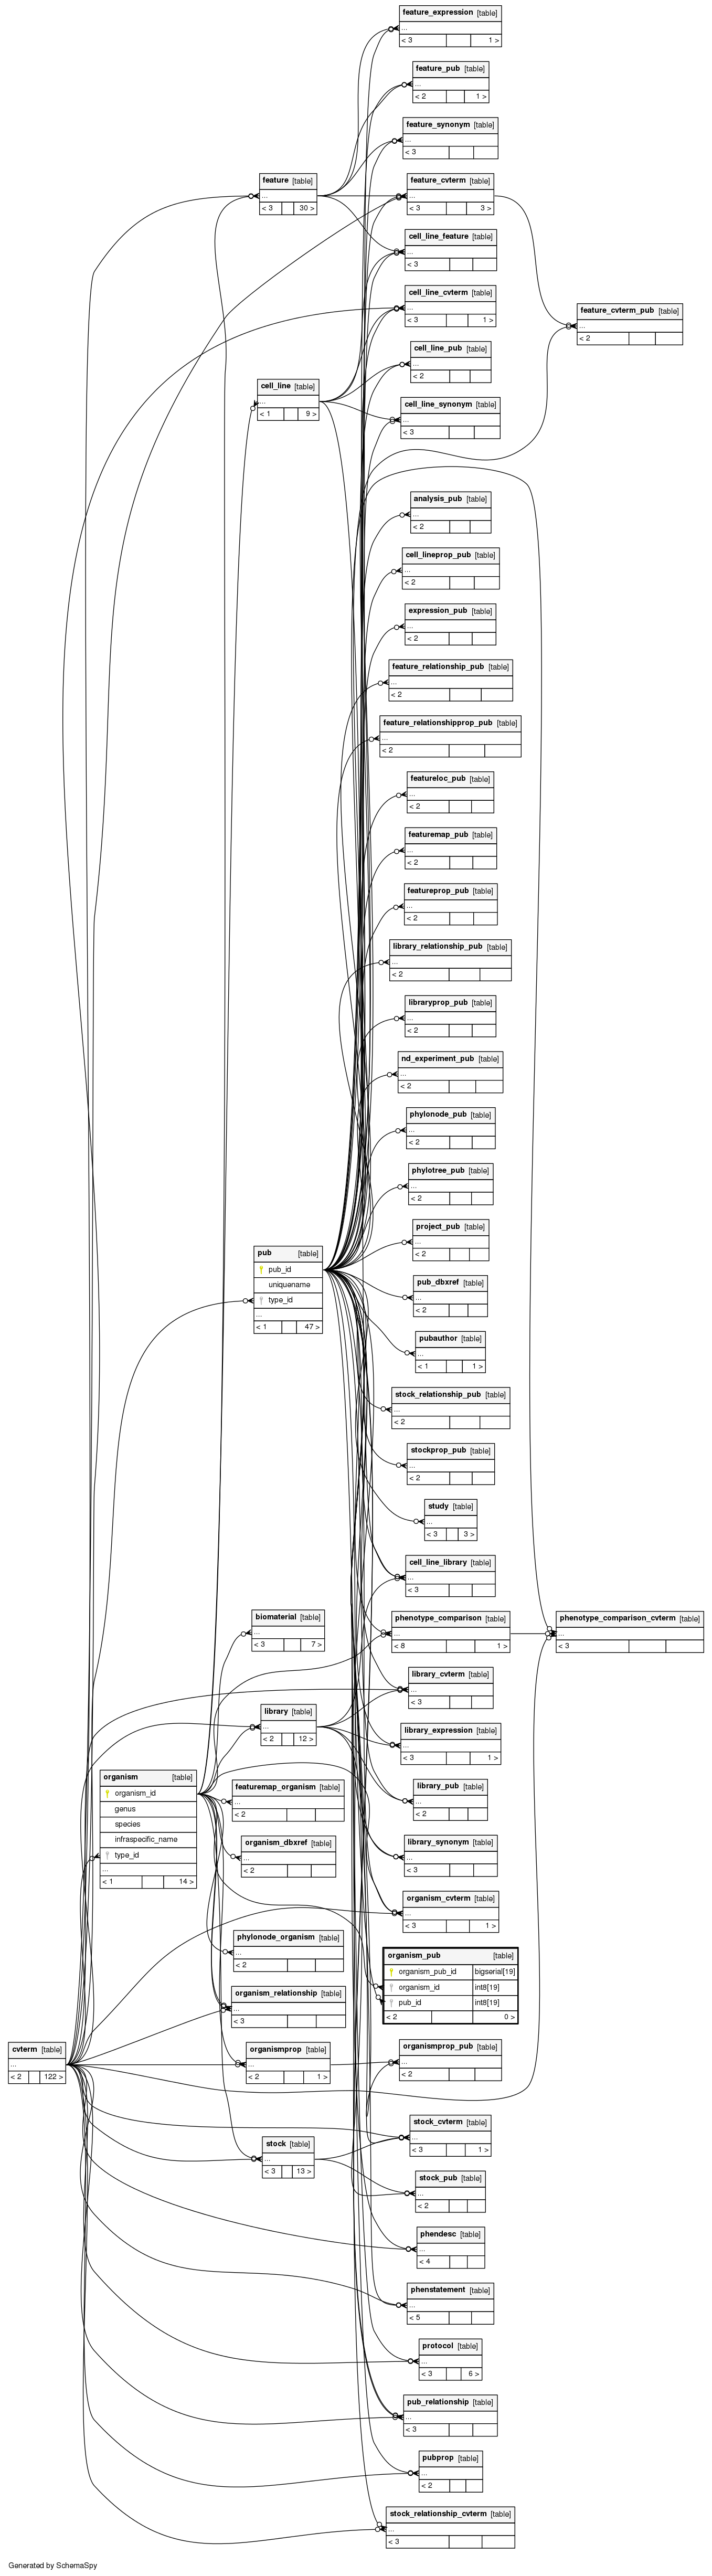 feature_expression [table]
...
< 3 1 >
feature_pub [table]
...
< 2 1 >
feature_synonym [table]
...
< 3
feature [table]
...
< 3 30 >
feature_cvterm [table]
...
< 3 3 >
cell_line_feature [table]
...
< 3
cell_line_cvterm [table]
...
< 3 1 >
feature_cvterm_pub [table]
...
< 2
cell_line_pub [table]
...
< 2
cell_line [table]
...
< 1 9 >
cell_line_synonym [table]
...
< 3
analysis_pub [table]
...
< 2
cell_lineprop_pub [table]
...
< 2
expression_pub [table]
...
< 2
feature_relationship_pub [table]
...
< 2
feature_relationshipprop_pub [table]
...
< 2
featureloc_pub [table]
...
< 2
featuremap_pub [table]
...
< 2
featureprop_pub [table]
...
< 2
library_relationship_pub [table]
...
< 2
libraryprop_pub [table]
...
< 2
nd_experiment_pub [table]
...
< 2
phylonode_pub [table]
...
< 2
phylotree_pub [table]
...
< 2
project_pub [table]
...
< 2
pub [table]
pub_id
uniquename
type_id
...
< 1 47 >
pub_dbxref [table]
...
< 2
pubauthor [table]
...
< 1 1 >
stock_relationship_pub [table]
...
< 2
stockprop_pub [table]
...
< 2
study [table]
...
< 3 3 >
cell_line_library [table]
...
< 3
biomaterial [table]
...
< 3 7 >
phenotype_comparison [table]
...
< 8 1 >
phenotype_comparison_cvterm [table]
...
< 3
library_cvterm [table]
...
< 3
library [table]
...
< 2 12 >
library_expression [table]
...
< 3 1 >
organism [table]
organism_id
genus
species
infraspecific_name
type_id
...
< 1 14 >
featuremap_organism [table]
...
< 2
library_pub [table]
...
< 2
organism_dbxref [table]
...
< 2
library_synonym [table]
...
< 3
organism_cvterm [table]
...
< 3 1 >
phylonode_organism [table]
...
< 2
organism_pub [table]
organism_pub_id bigserial[19]
organism_id int8[19]
pub_id int8[19]
< 2 0 >
organism_relationship [table]
...
< 3
cvterm [table]
...
< 2 122 >
organismprop [table]
...
< 2 1 >
organismprop_pub [table]
...
< 2
stock_cvterm [table]
...
< 3 1 >
stock [table]
...
< 3 13 >
stock_pub [table]
...
< 2
phendesc [table]
...
< 4
phenstatement [table]
...
< 5
protocol [table]
...
< 3 6 >
pub_relationship [table]
...
< 3
pubprop [table]
...
< 2
stock_relationship_cvterm [table]
...
< 3
Generated by SchemaSpy